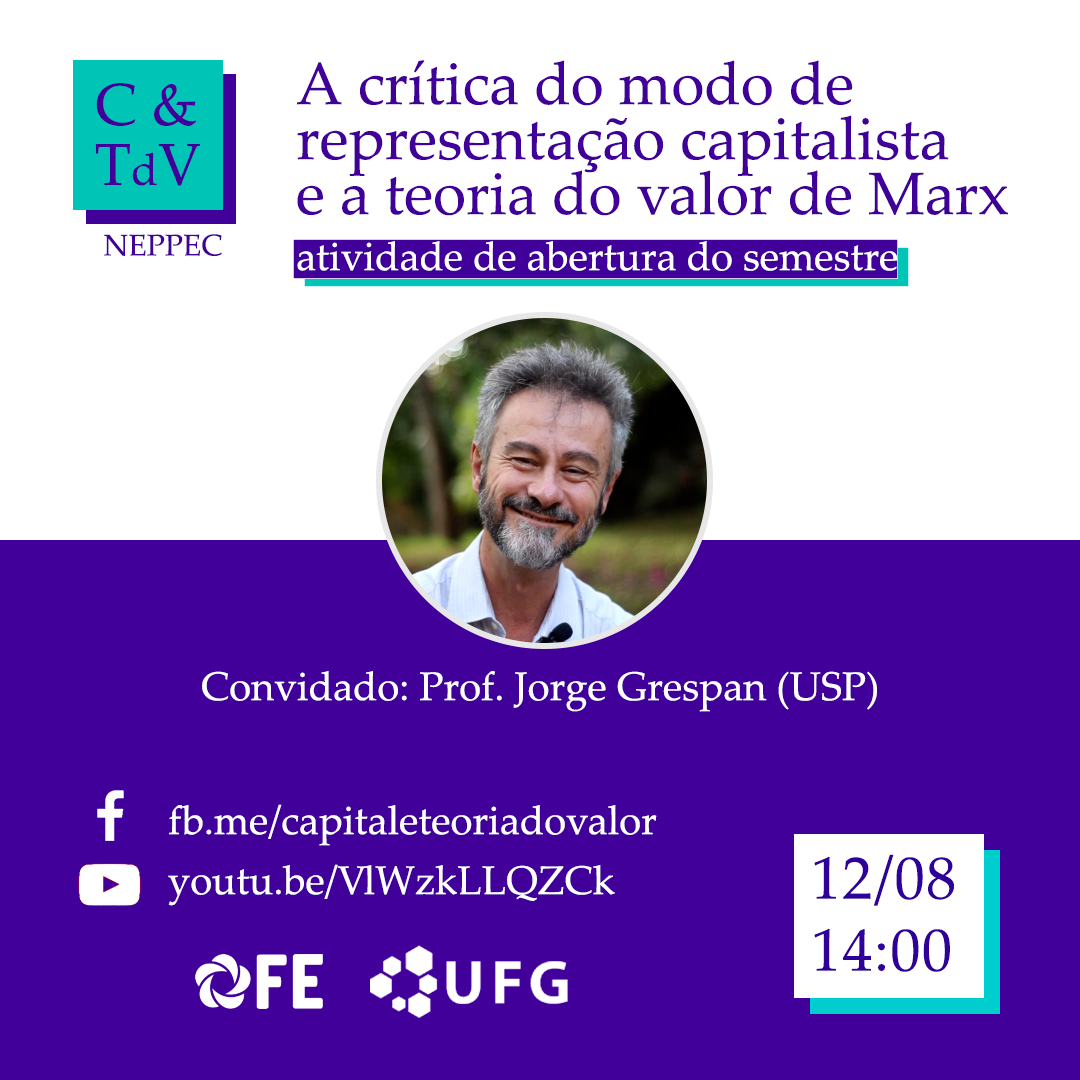 C &
TdV
NEPPEC
A crítica do modo de
representação capitalista
e a teoria do valor de Marx
atividade de abertura do semestre
Convidado: Prof. Jorge Grespan (USP)
fb.me/capitaleteoriadovalor
youtu.be/VlWzkLLQZCk
FE
UFG
12/08
14:00